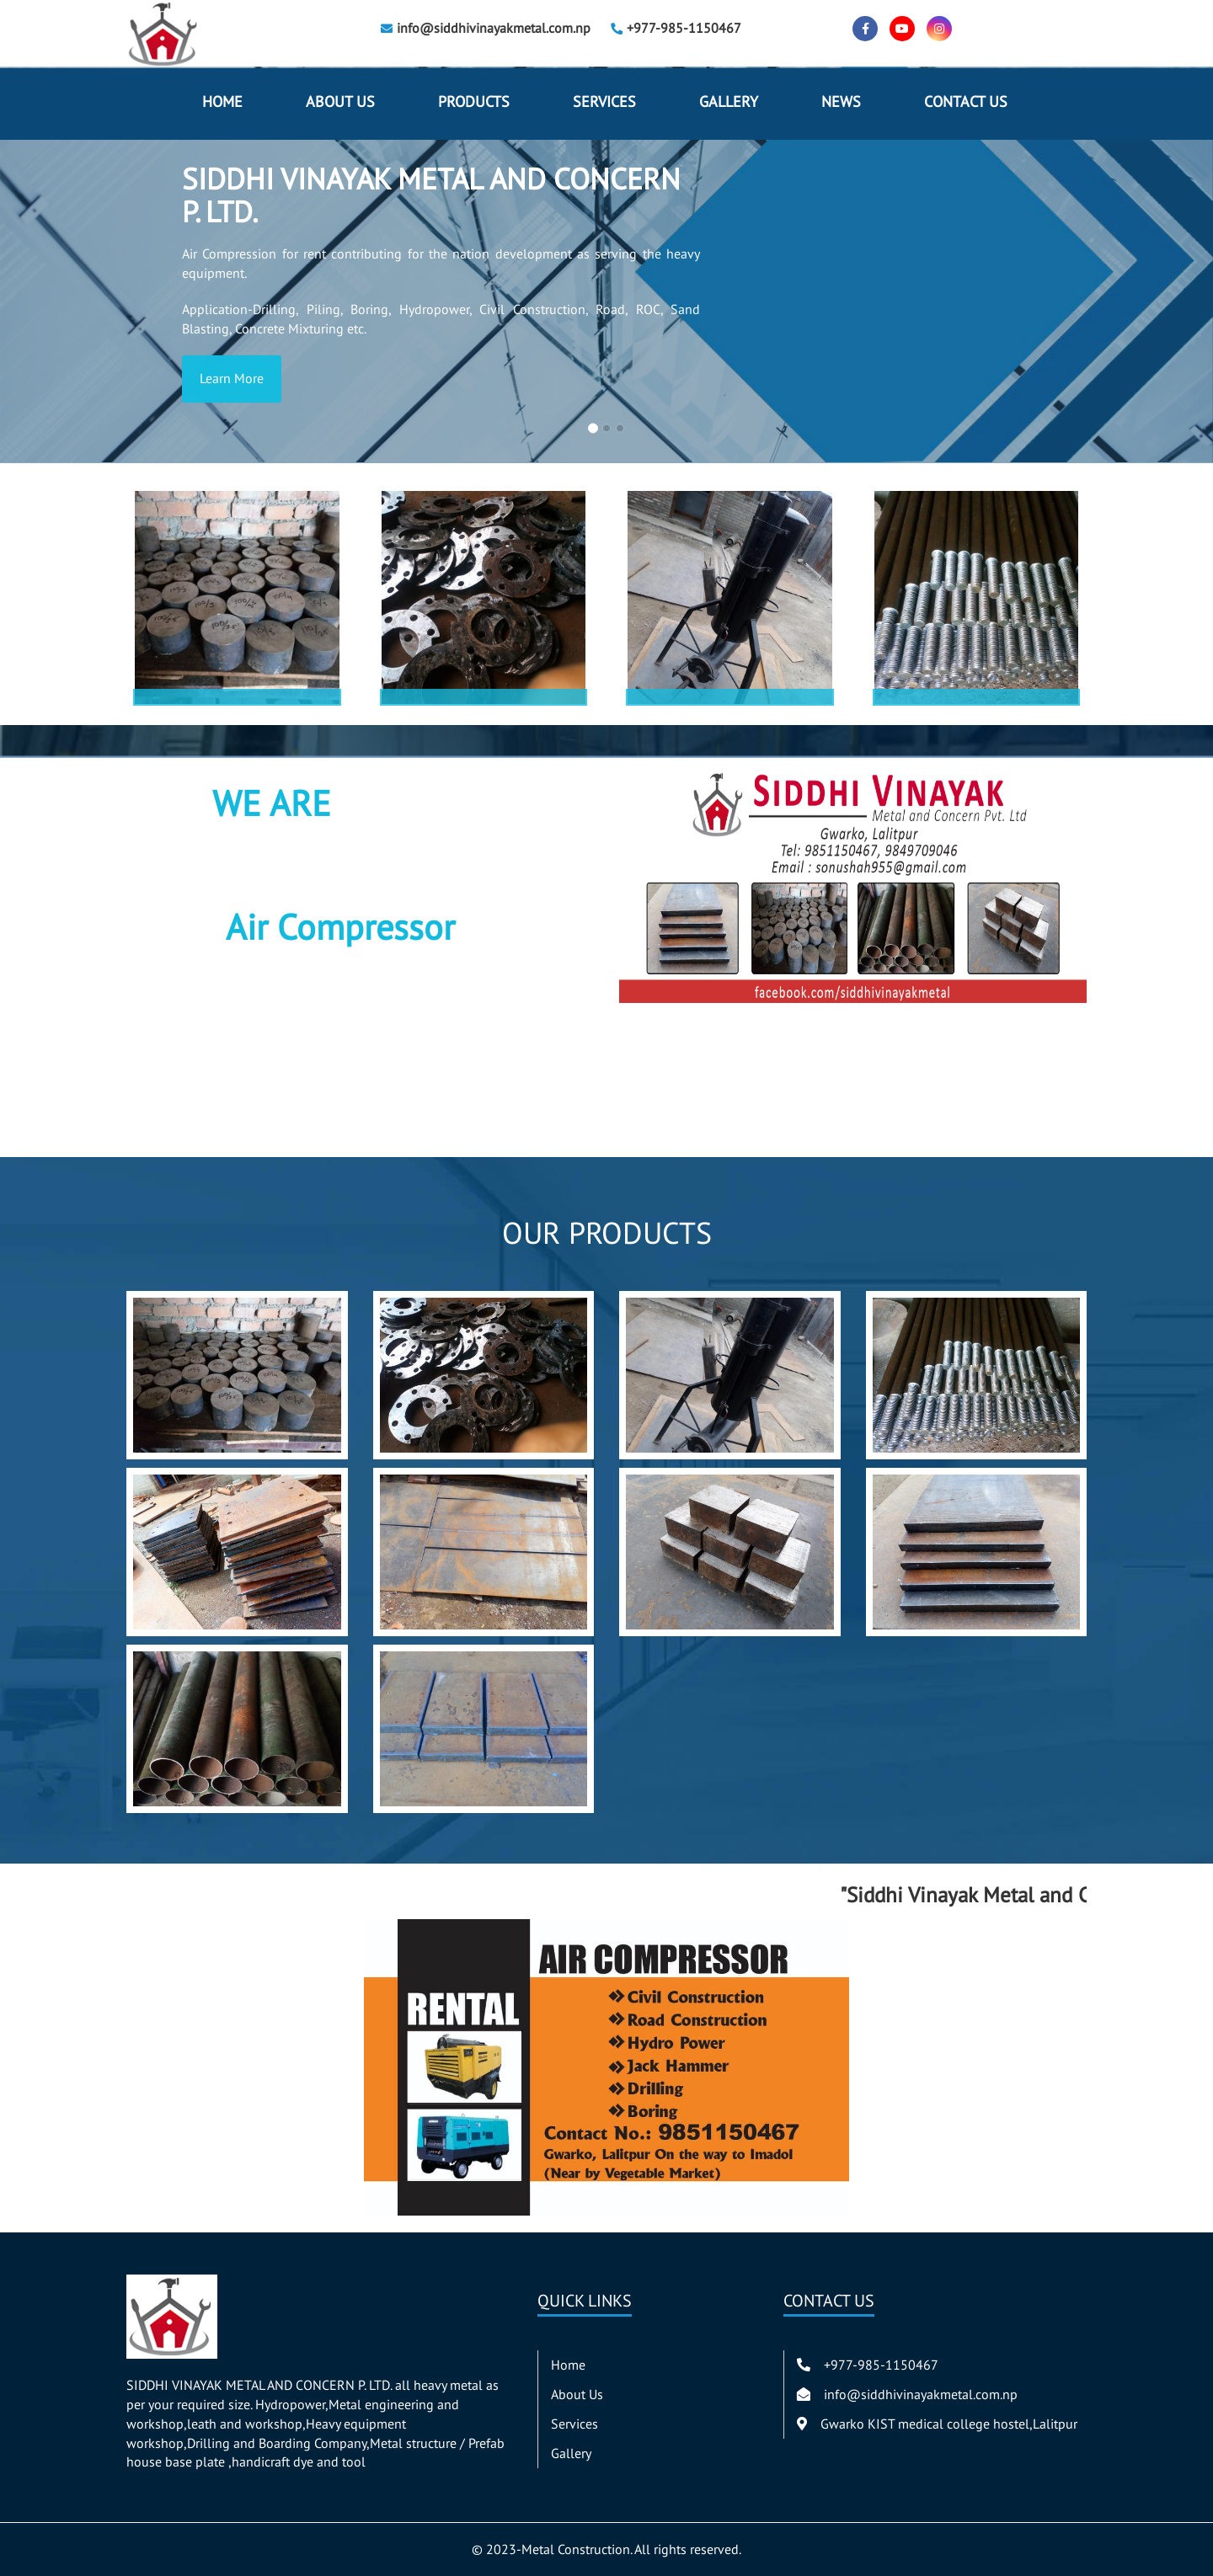 info@siddhivinayakmetal.com.np
+977-985-1150467
HOME
ABOUT US
PRODUCTS
SERVICES
GALLERY
NEWS
CONTACT US
SIDDHI VINAYAK METAL AND CONCERN
P. LTD.
Air Compression for rent contributing for the nation development as serving the heavy
equipment.
Application-Drilling, Piling, Boring, Hydropower, Civil Construction, Road, ROC, Sand
Blasting, Concrete Mixturing etc.
Learn More
WE ARE
Air Compressor
SIDDHI VINAYAK
Metal and Concern Pvt. Ltd
Gwarko, Lalitpur
Tel: 9851150467, 9849709046
Email : sonushah955@gmail.com
facebook.com/siddhivinayakmetal
OUR PRODUCTS
"Siddhi Vinayak Metal and C
AIR COMPRESSOR
RENTAL
Civil Construction
Road Construction
Hydro Power
Jack Hammer
Drilling
Boring
Contact No.: 9851150467
Gwarko, Lalitpur On the way to Imadol
(Near by Vegetable Market)
SIDDHI VINAYAK METAL AND CONCERN P. LTD. all heavy metal as
per your required size. Hydropower,Metal engineering and
workshop,leath and workshop,Heavy equipment
workshop,Drilling and Boarding Company,Metal structure / Prefab
house base plate ,handicraft dye and tool
QUICK LINKS
Home
About Us
Services
Gallery
CONTACT US
+977-985-1150467
info@siddhivinayakmetal.com.np
Gwarko KIST medical college hostel,Lalitpur
© 2023-Metal Construction. All rights reserved.